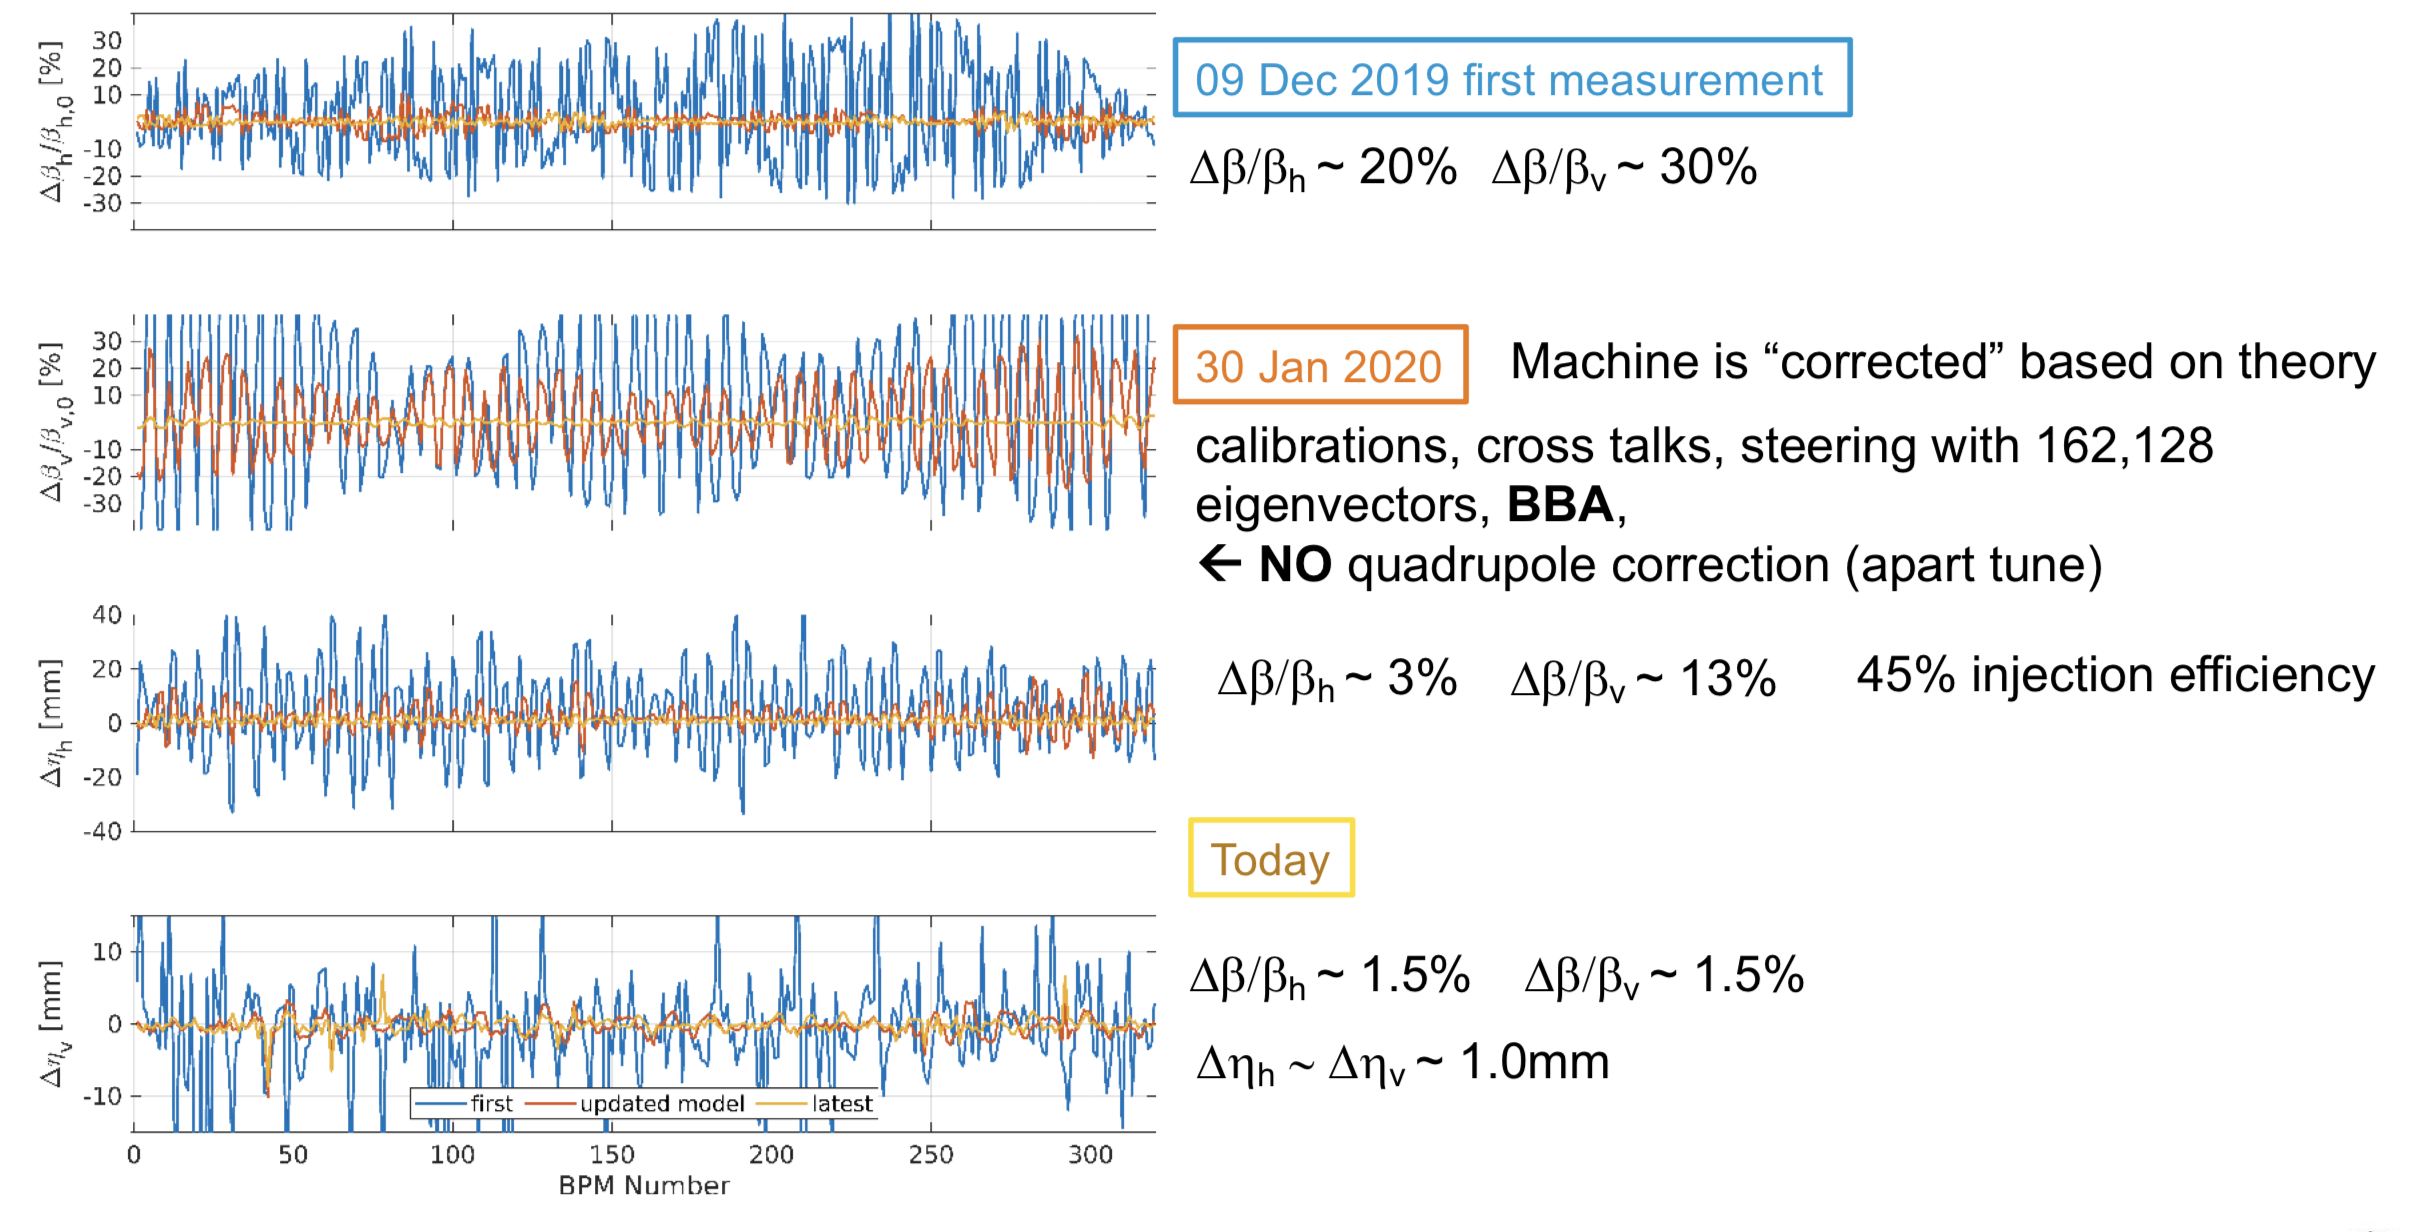 Δβh/βh,0 [%]
30
20
10
-10
-20
-30
09 Dec 2019 first measurement
Δβ/βh ~ 20% Δβ/βv ~ 30%
Δβv/βv,0 [%]
30
20
10
-10
-20
-30
30 Jan 2020 Machine is “corrected” based on theory
calibrations, cross talks, steering with 162,128
eigenvectors, BBA,
← NO quadrupole correction (apart tune)
Δηh [mm]
40
20
0
-20
-40
Δβ/βh ~ 3% Δβ/βv ~ 13% 45% injection efficiency
Today
Δηv [mm]
10
0
-10
Δβ/βh ~ 1.5% Δβ/βv ~ 1.5%
Δηh ~ Δηv ~ 1.0mm
first updated model latest
0 50 100 150 200 250 300
BPM Number